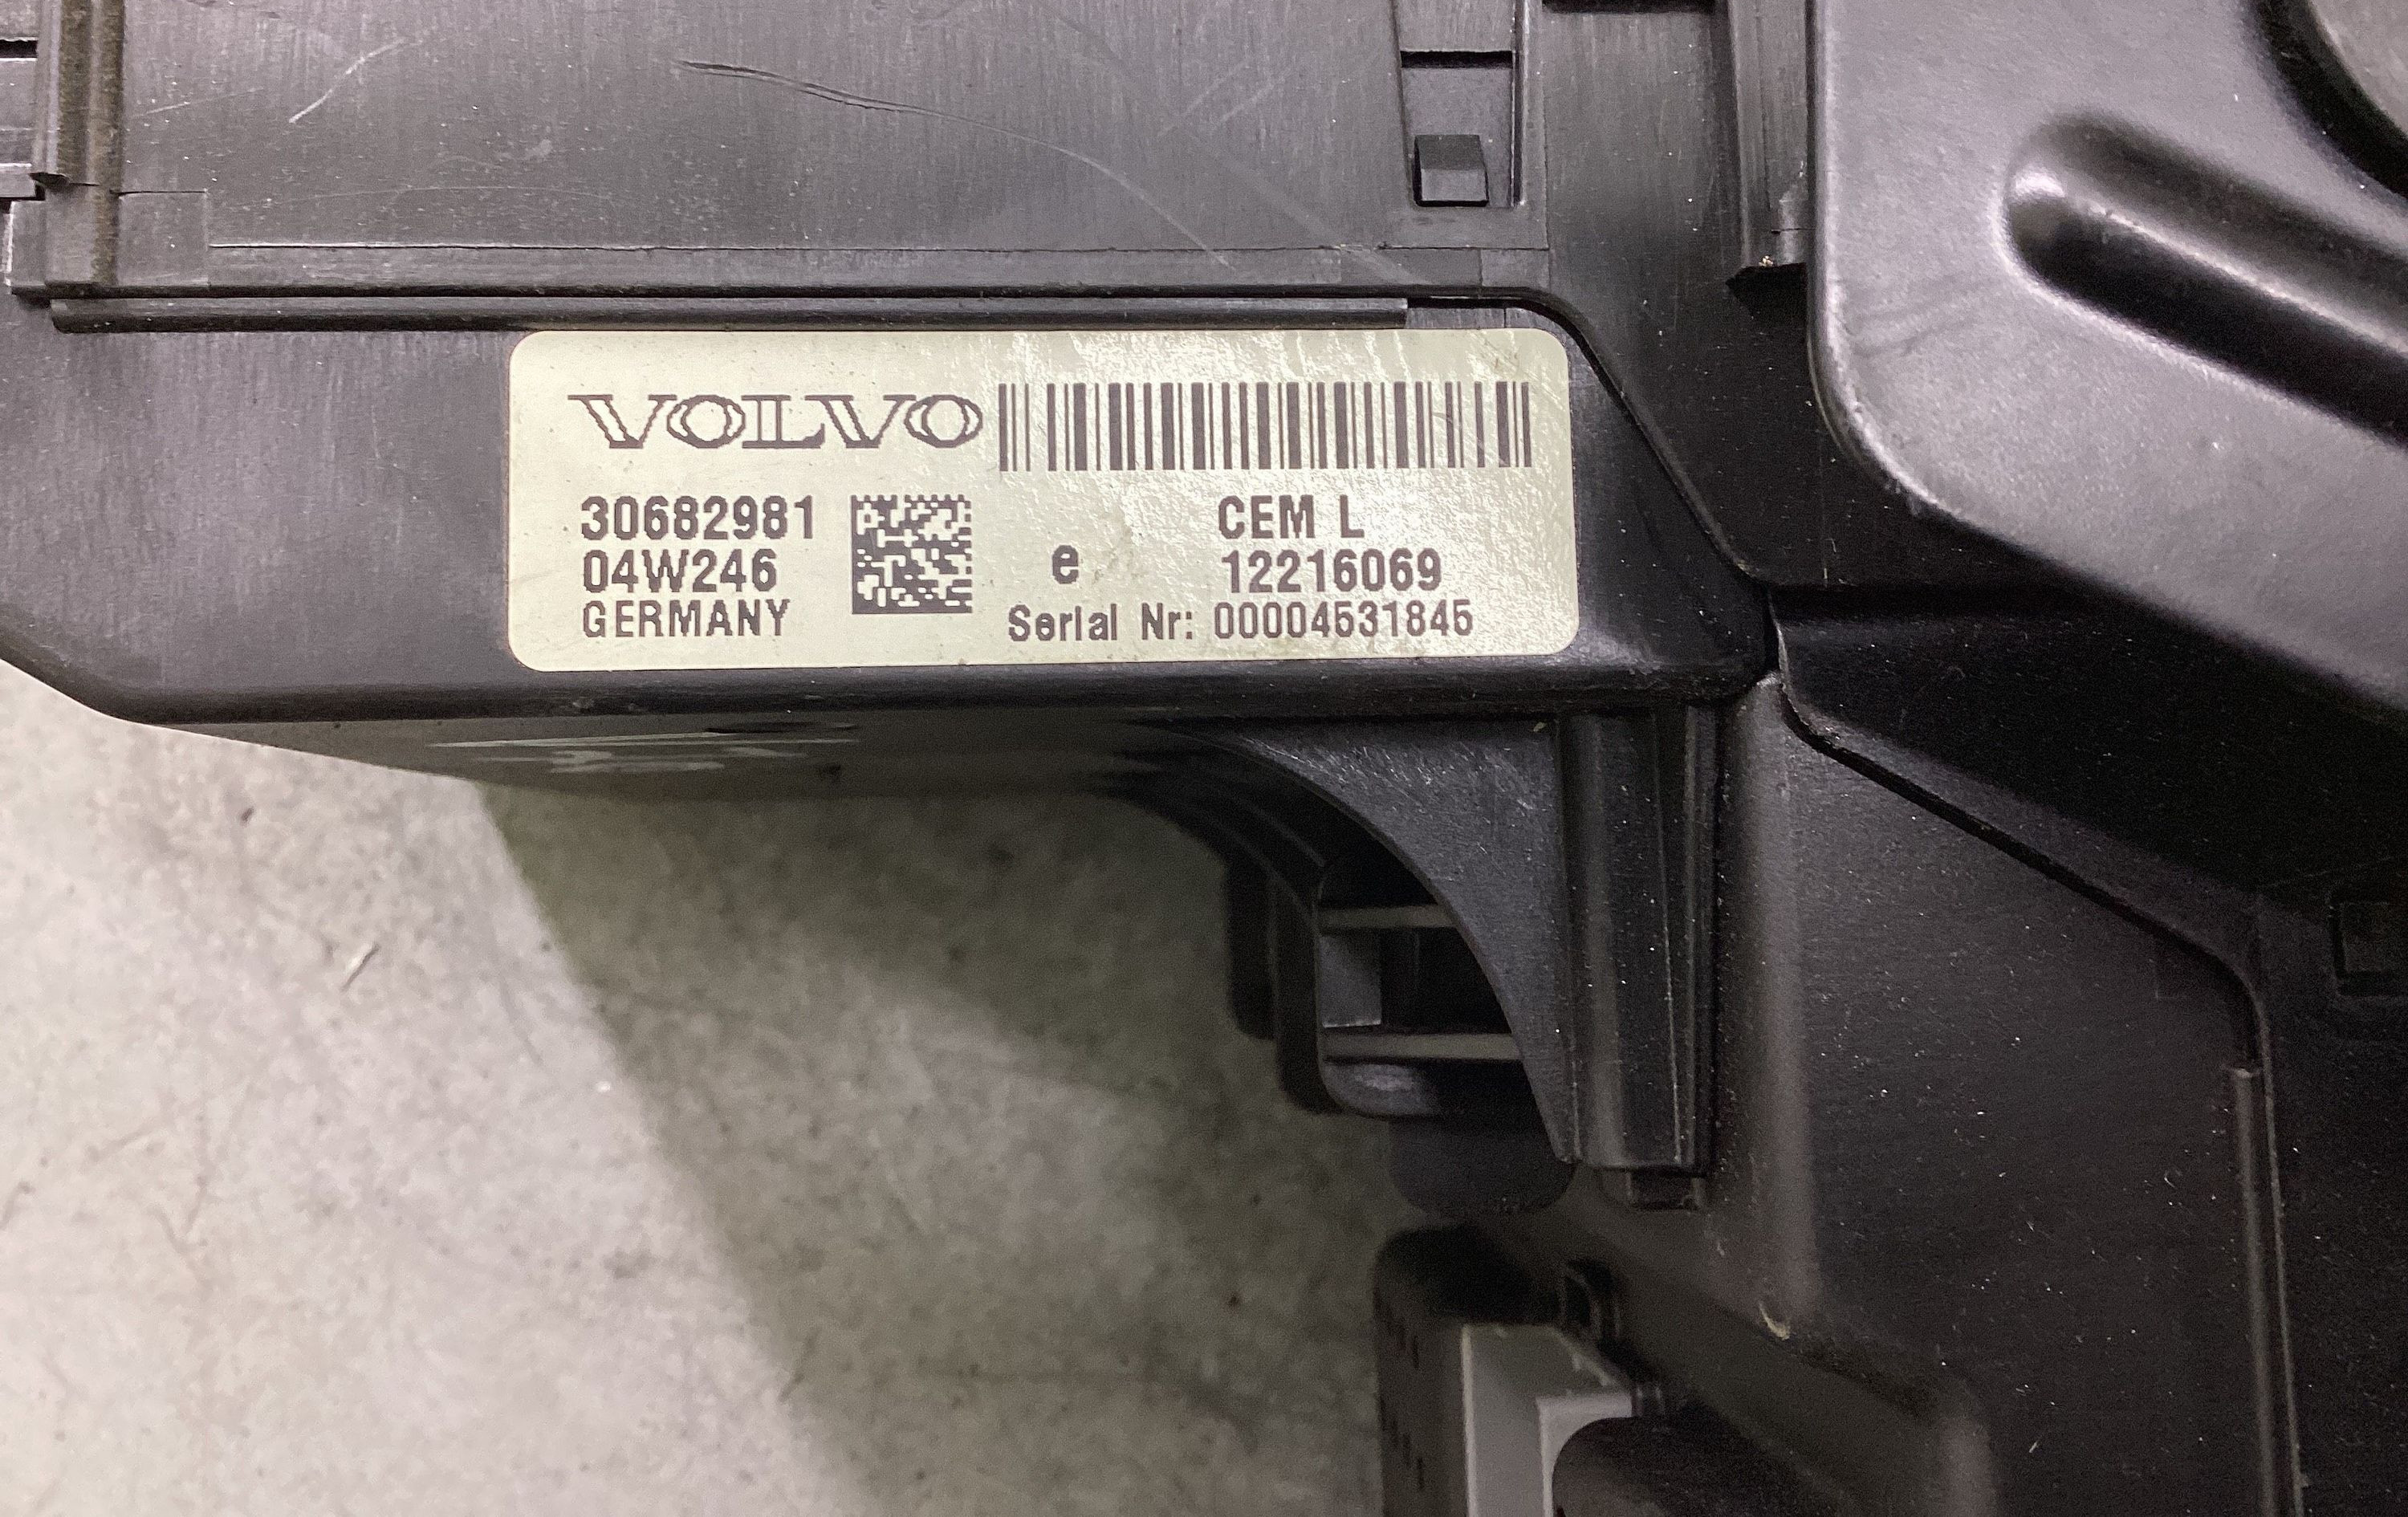 VOLVO
30682981
04W246
GERMANY
e
CEM L
12216069
Serial Nr: 00004531845